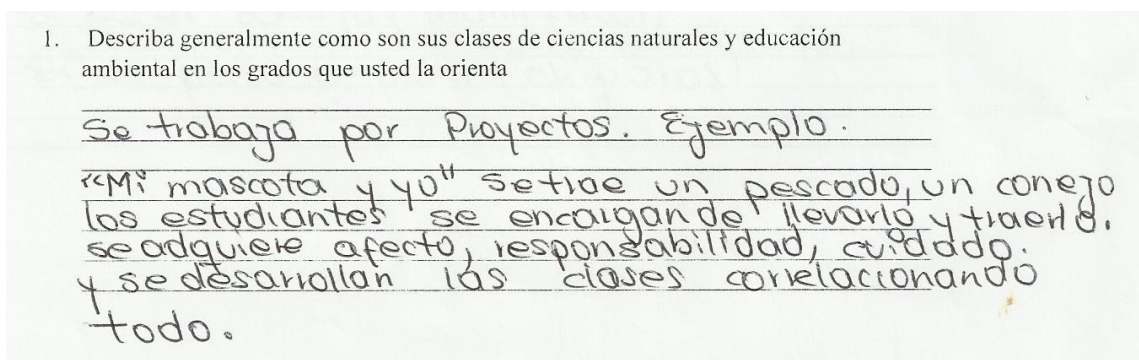 1. Describa generalmente como son sus clases de ciencias naturales y educación
ambiental en los grados que usted la orienta
Se trabaja por Proyectos. Ejemplo.
"Mi mascota y yo" se trae un pescado, un conejo
los estudiantes se encargan de llevarlo y traerlo.
se adquiere afecto, responsabilidad, cuidado.
y se desarrollan las clases correlacionando
todo.